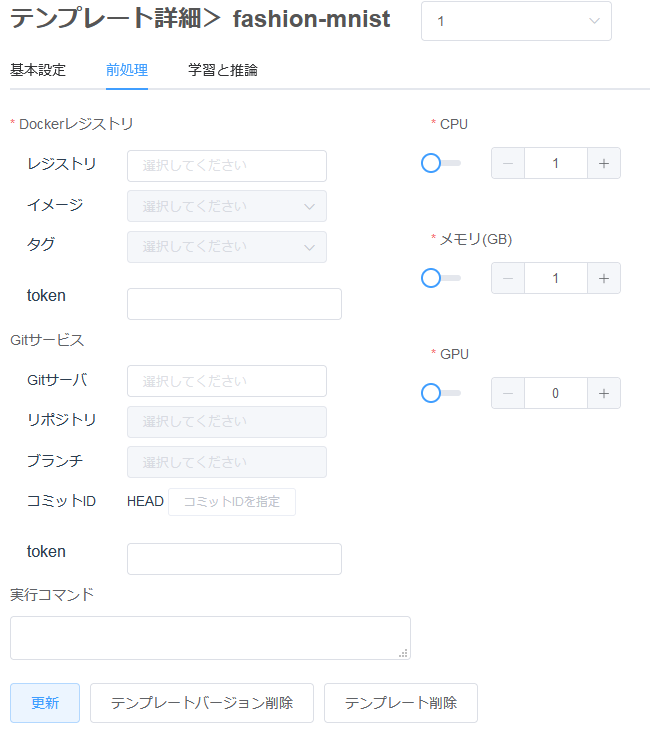 テンプレート詳細＞ fashion-mnist
1
基本設定 前処理 学習と推論
* Dockerレジストリ
レジストリ 選択してください
イメージ 選択してください
タグ 選択してください
token
Gitサービス
Gitサーバ 選択してください
リポジトリ 選択してください
ブランチ 選択してください
コミットID HEAD コミットIDを指定
token
実行コマンド
* CPU
− 1 +
* メモリ(GB)
− 1 +
* GPU
− 0 +
更新 テンプレートバージョン削除 テンプレート削除